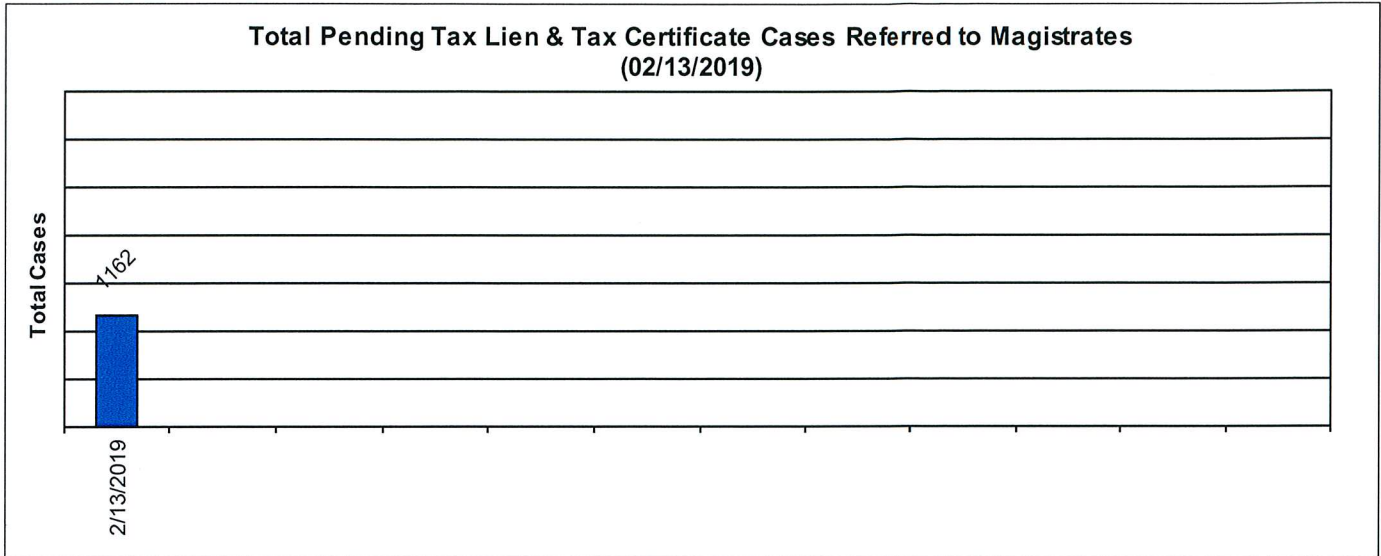 Total Pending Tax Lien & Tax Certificate Cases Referred to Magistrates
(02/13/2019)
Total Cases
1162
2/13/2019